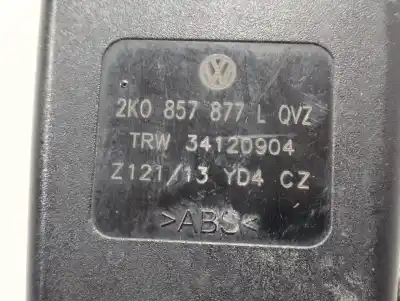 2K0 857 877 L QVZ
TRW 34120904
Z121/13 YD4 CZ
>ABS<